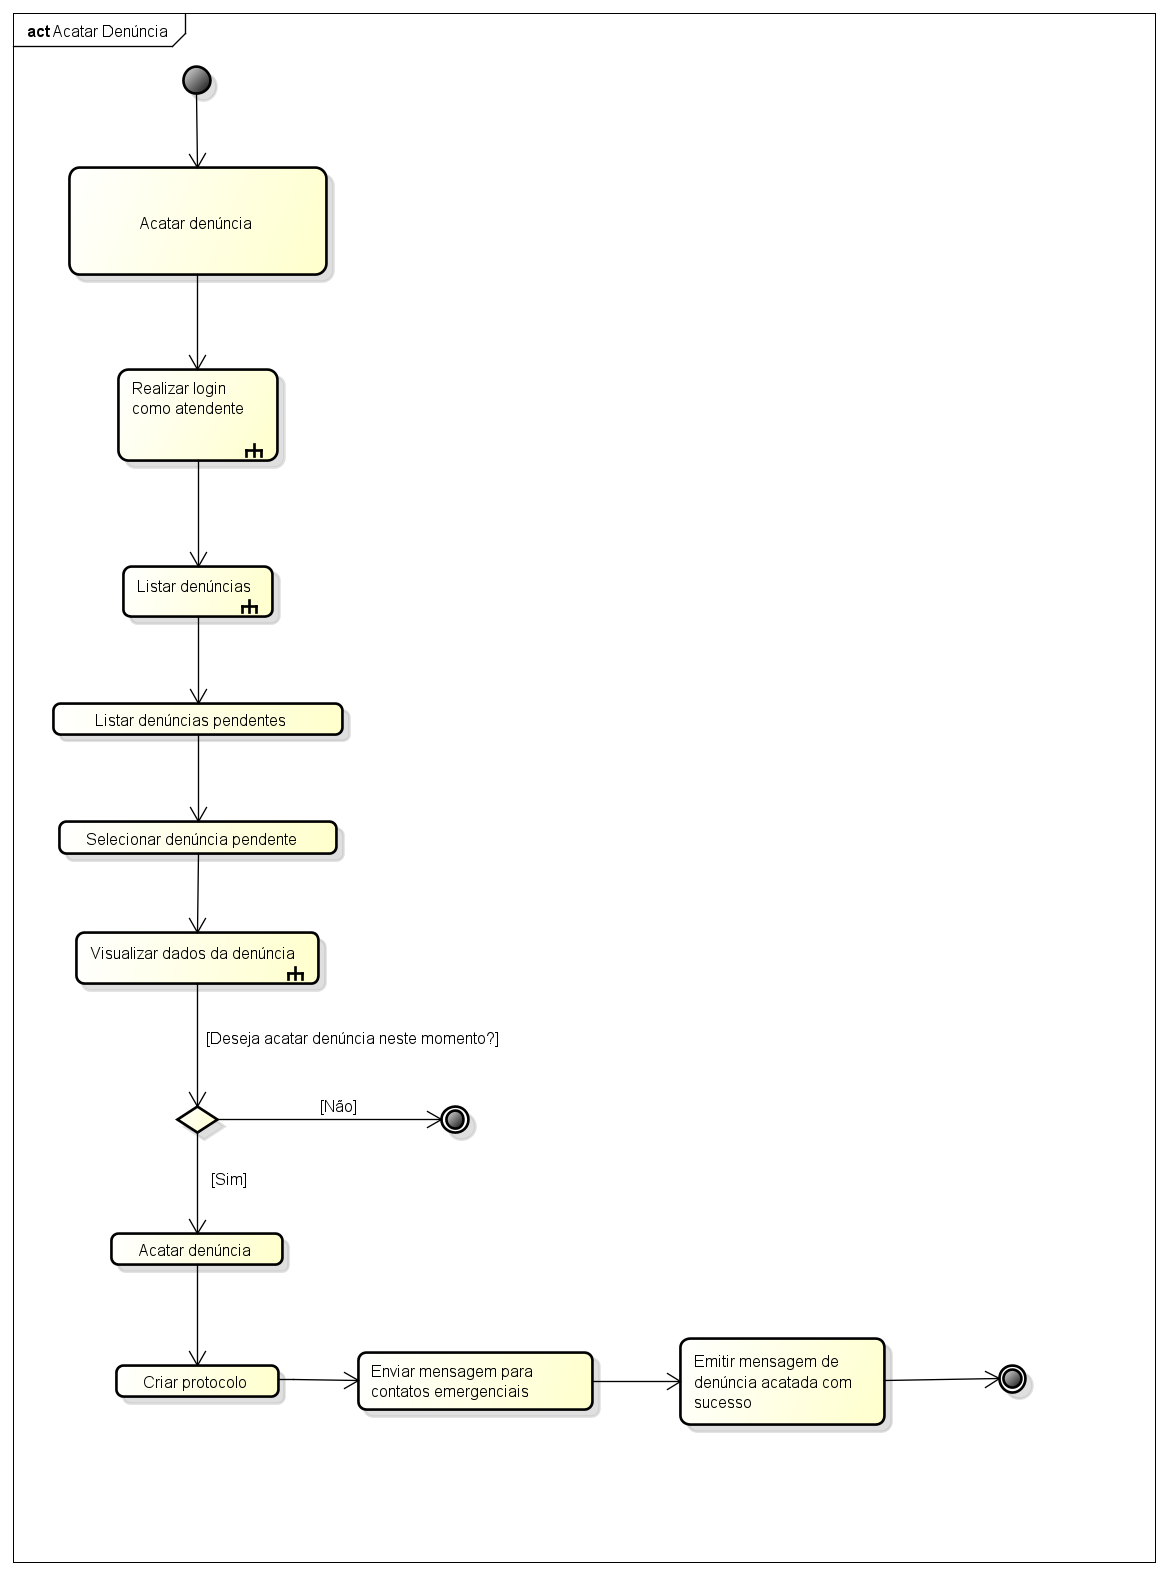 act Acatar Denúncia
Acatar denúncia
Realizar login
como atendente
Listar denúncias
Listar denúncias pendentes
Selecionar denúncia pendente
Visualizar dados da denúncia
[Deseja acatar denúncia neste momento?]
[Não]
[Sim]
Acatar denúncia
Criar protocolo
Enviar mensagem para
contatos emergenciais
Emitir mensagem de
denúncia acatada com
sucesso